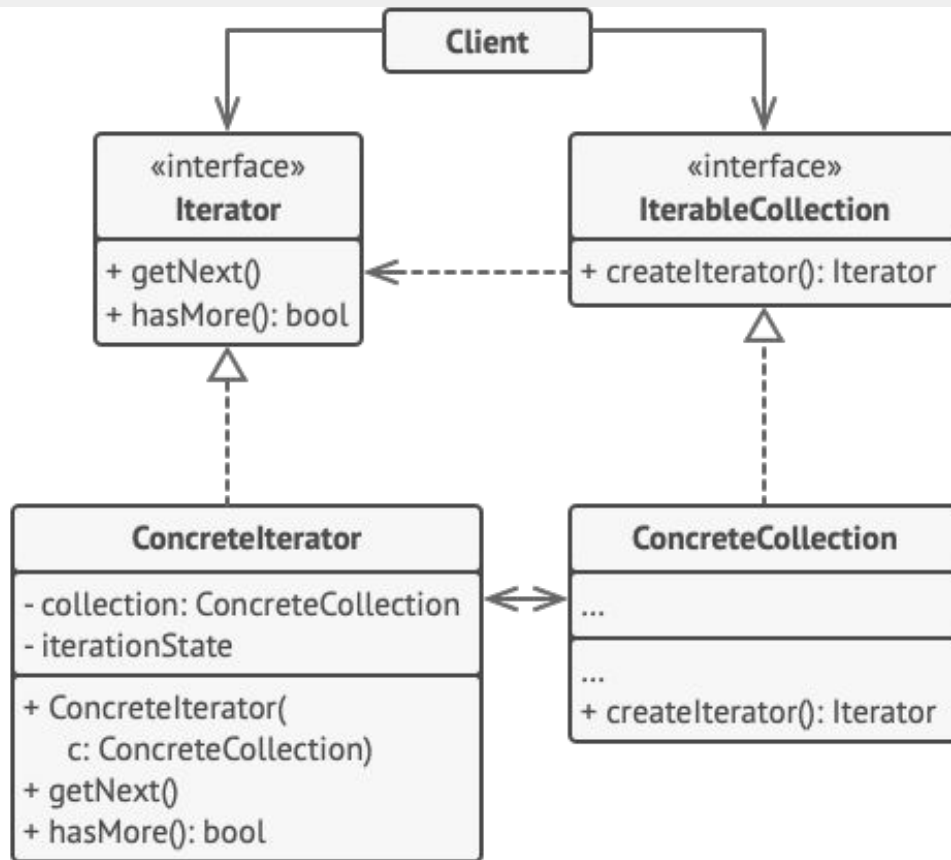 Client
«interface»
Iterator
+ getNext()
+ hasMore(): bool
«interface»
IterableCollection
+ createIterator(): Iterator
ConcreteIterator
- collection: ConcreteCollection
- iterationState
+ ConcreteIterator(
c: ConcreteCollection)
+ getNext()
+ hasMore(): bool
ConcreteCollection
...
...
+ createIterator(): Iterator